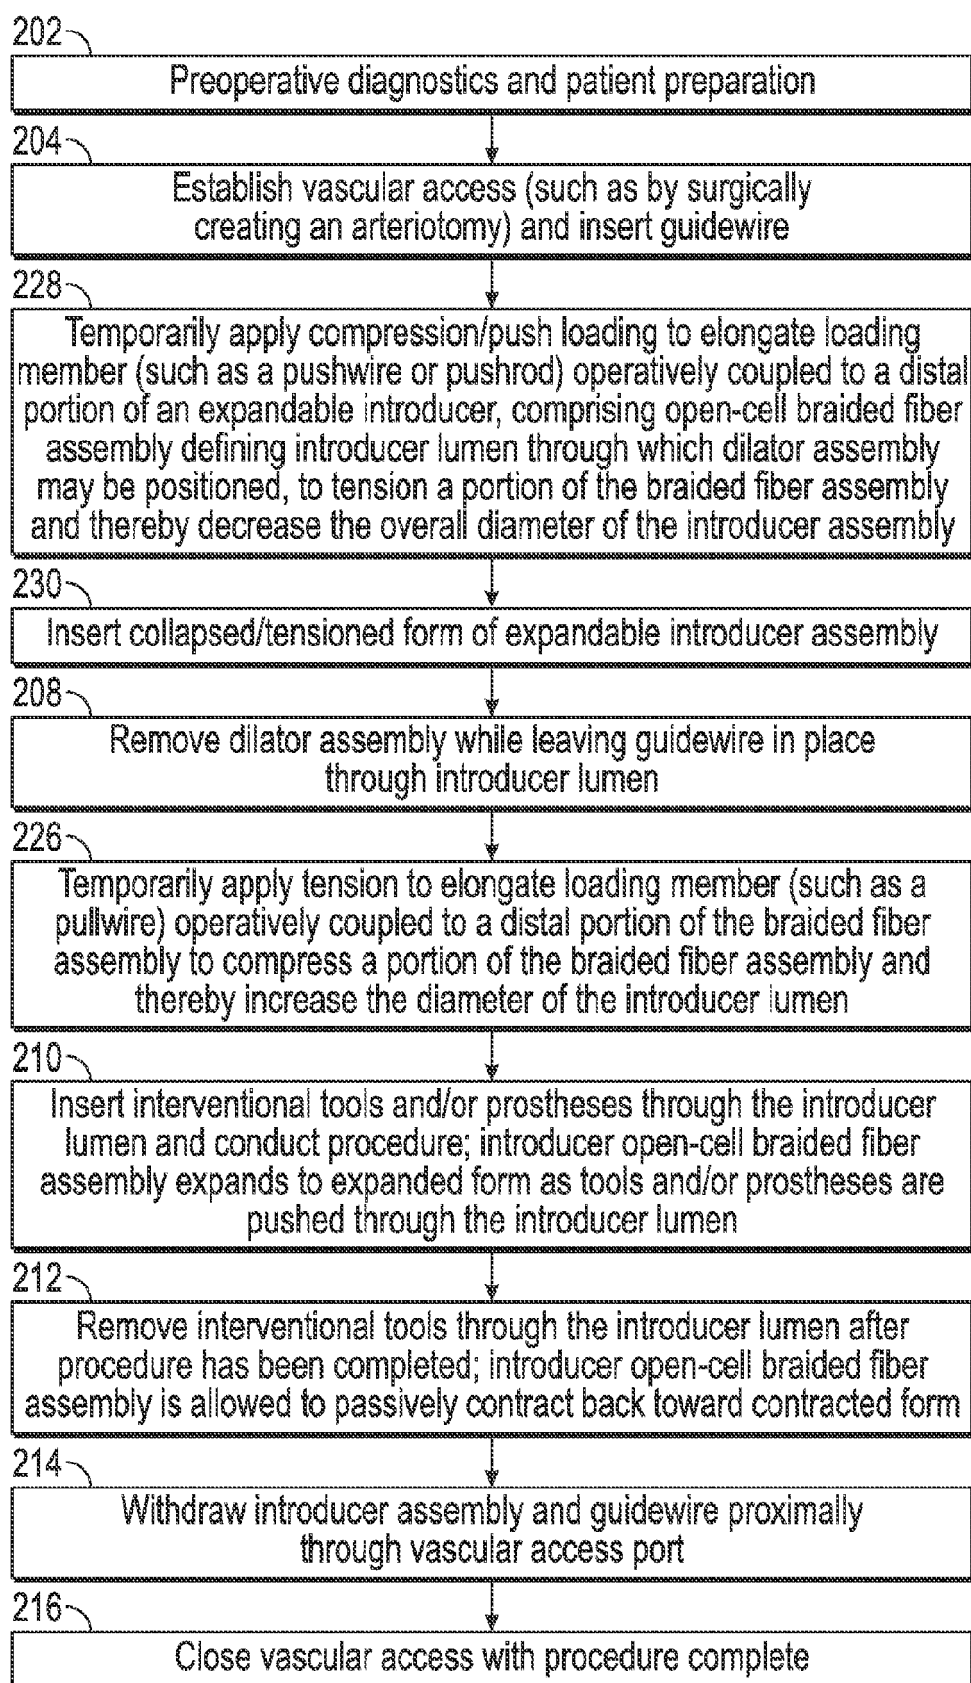 202
Preoperative diagnostics and patient preparation
204
Establish vascular access (such as by surgically
creating an arteriotomy) and insert guidewire
228
Temporarily apply compression/push loading to elongate loading
member (such as a pushwire or pushrod) operatively coupled to a distal
portion of an expandable introducer, comprising open-cell braided fiber
assembly defining introducer lumen through which dilator assembly
may be positioned, to tension a portion of the braided fiber assembly
and thereby decrease the overall diameter of the introducer assembly
230
Insert collapsed/tensioned form of expandable introducer assembly
208
Remove dilator assembly while leaving guidewire in place
through introducer lumen
226
Temporarily apply tension to elongate loading member (such as a
pullwire) operatively coupled to a distal portion of the braided fiber
assembly to compress a portion of the braided fiber assembly and
thereby increase the diameter of the introducer lumen
210
Insert interventional tools and/or prostheses through the introducer
lumen and conduct procedure; introducer open-cell braided fiber
assembly expands to expanded form as tools and/or prostheses are
pushed through the introducer lumen
212
Remove interventional tools through the introducer lumen after
procedure has been completed; introducer open-cell braided fiber
assembly is allowed to passively contract back toward contracted form
214
Withdraw introducer assembly and guidewire proximally
through vascular access port
216
Close vascular access with procedure complete